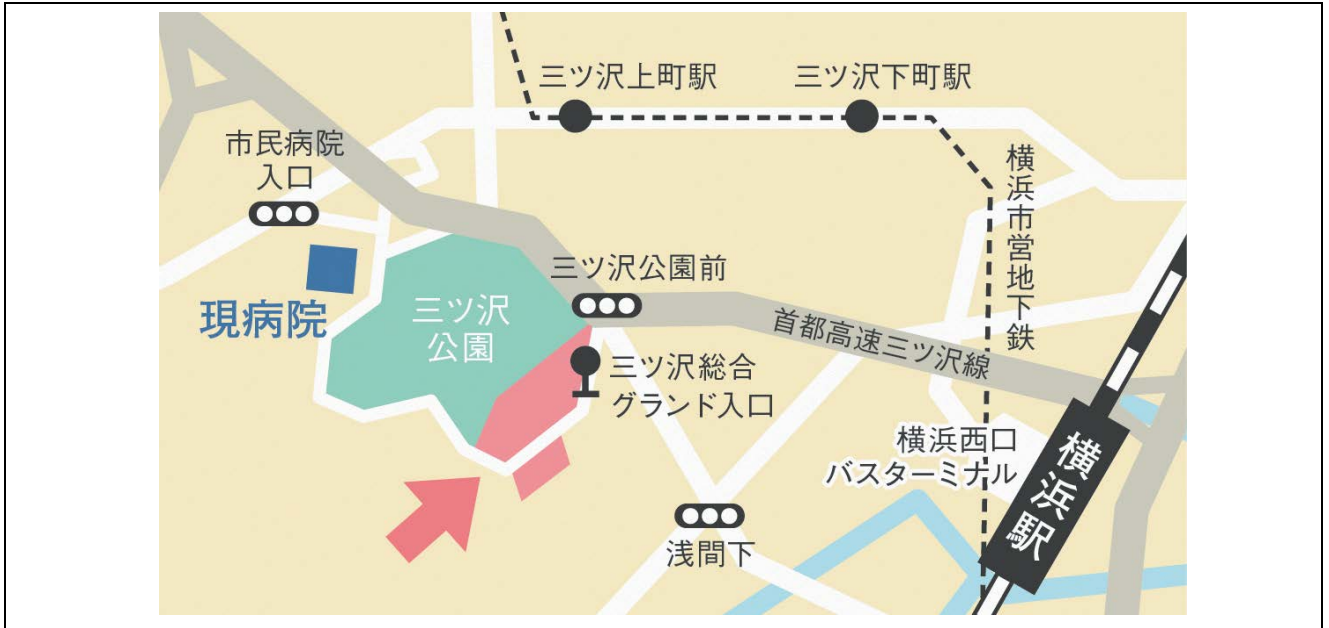 三ツ沢上町駅
三ツ沢下町駅
市民病院
入口
横浜市営地下鉄
三ツ沢公園前
現病院
三ツ沢
公園
首都高速三ツ沢線
三ツ沢総合
グランド入口
横浜西口
バスターミナル
横浜駅
浅間下